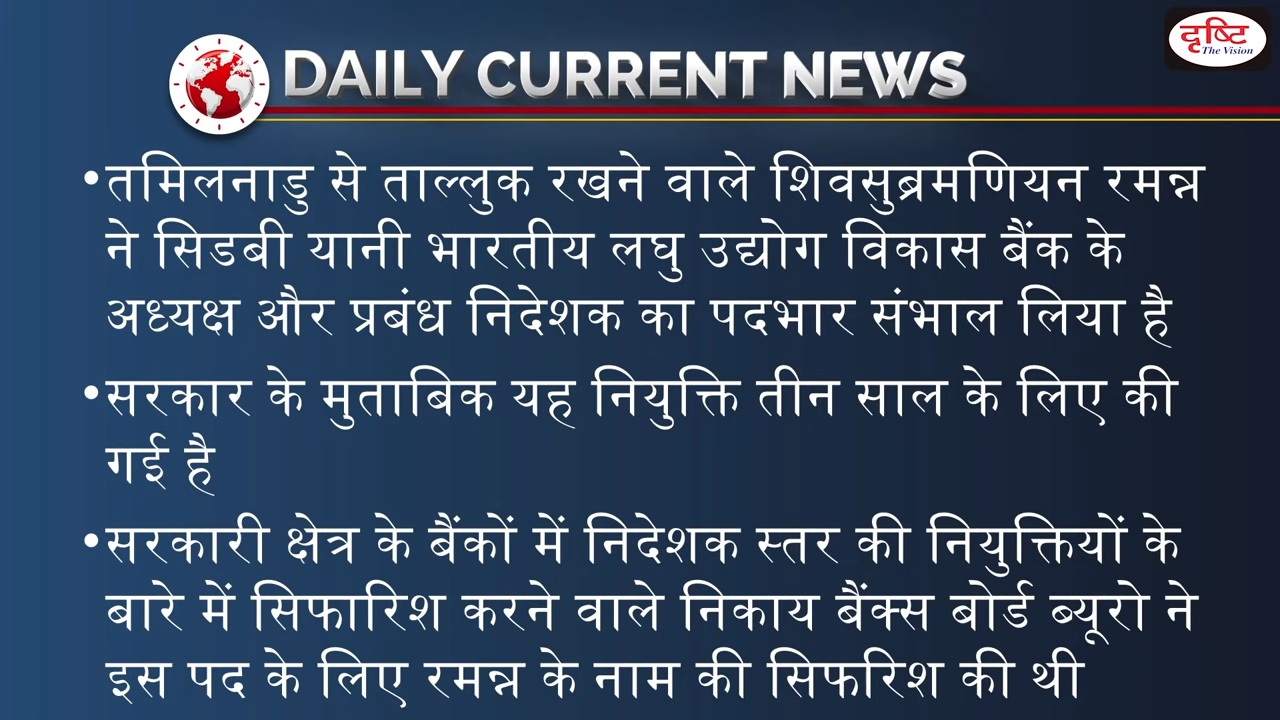 DAILY CURRENT NEWS
दृष्टि
The Vision
•तमिलनाडु से ताल्लुक रखने वाले शिवसुब्रमणियन रमन्न
ने सिडबी यानी भारतीय लघु उद्योग विकास बैंक के
अध्यक्ष और प्रबंध निदेशक का पदभार संभाल लिया है
•सरकार के मुताबिक यह नियुक्ति तीन साल के लिए की
गई है
•सरकारी क्षेत्र के बैंकों में निदेशक स्तर की नियुक्तियों के
बारे में सिफारिश करने वाले निकाय बैंक्स बोर्ड ब्यूरो ने
इस पद के लिए रमन्न के नाम की सिफरिश की थी